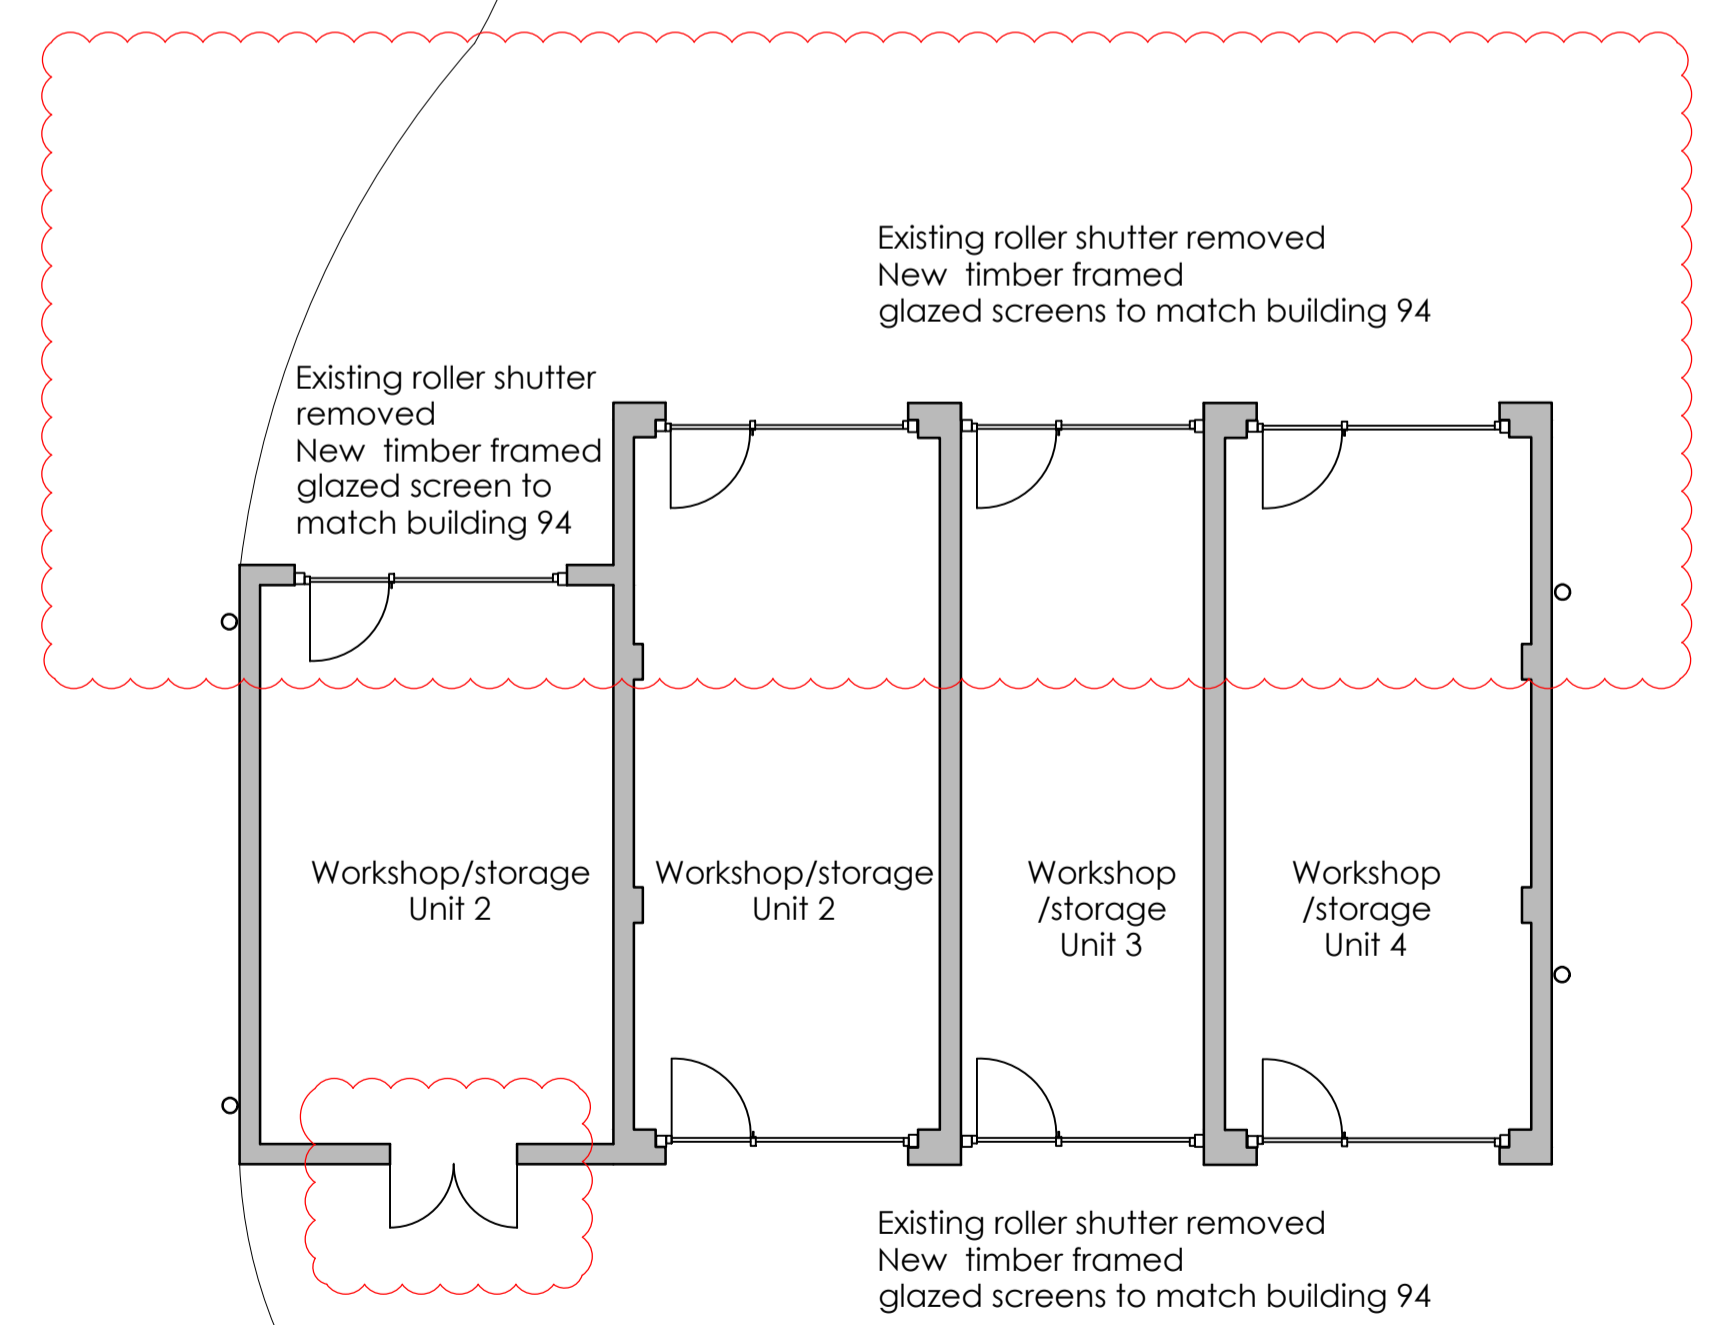 Existing roller shutter removed
New  timber framed
glazed screens to match building 94
Existing roller shutter
removed
New  timber framed
glazed screen to
match building 94
Workshop/storage
Unit 2
Workshop/storage
Unit 2
Workshop
/storage
Unit 3
Workshop
/storage
Unit 4
Existing roller shutter removed
New  timber framed
glazed screens to match building 94